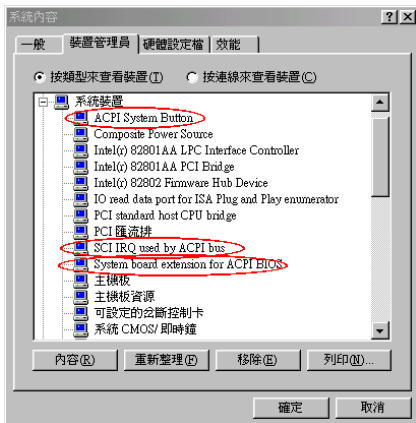 系統內容
一般 裝置管理員 硬體設定檔 效能
按類型來查看裝置(I) 按連線來查看裝置(C)
系統裝置
ACPI System Button
Composite Power Source
Intel(r) 82801AA LPC Interface Controller
Intel(r) 82801AA PCI Bridge
Intel(r) 82802 Firmware Hub Device
IO read data port for ISA Plug and Play enumerator
PCI standard host CPU bridge
PCI 匯流排
SCI IRQ used by ACPI bus
System board extension for ACPI BIOS
主機板
主機板資源
可設定的岔斷控制卡
系統 CMOS/即時鐘
內容(R) 重新整理(F) 移除(E) 列印(N)...
確定 取消